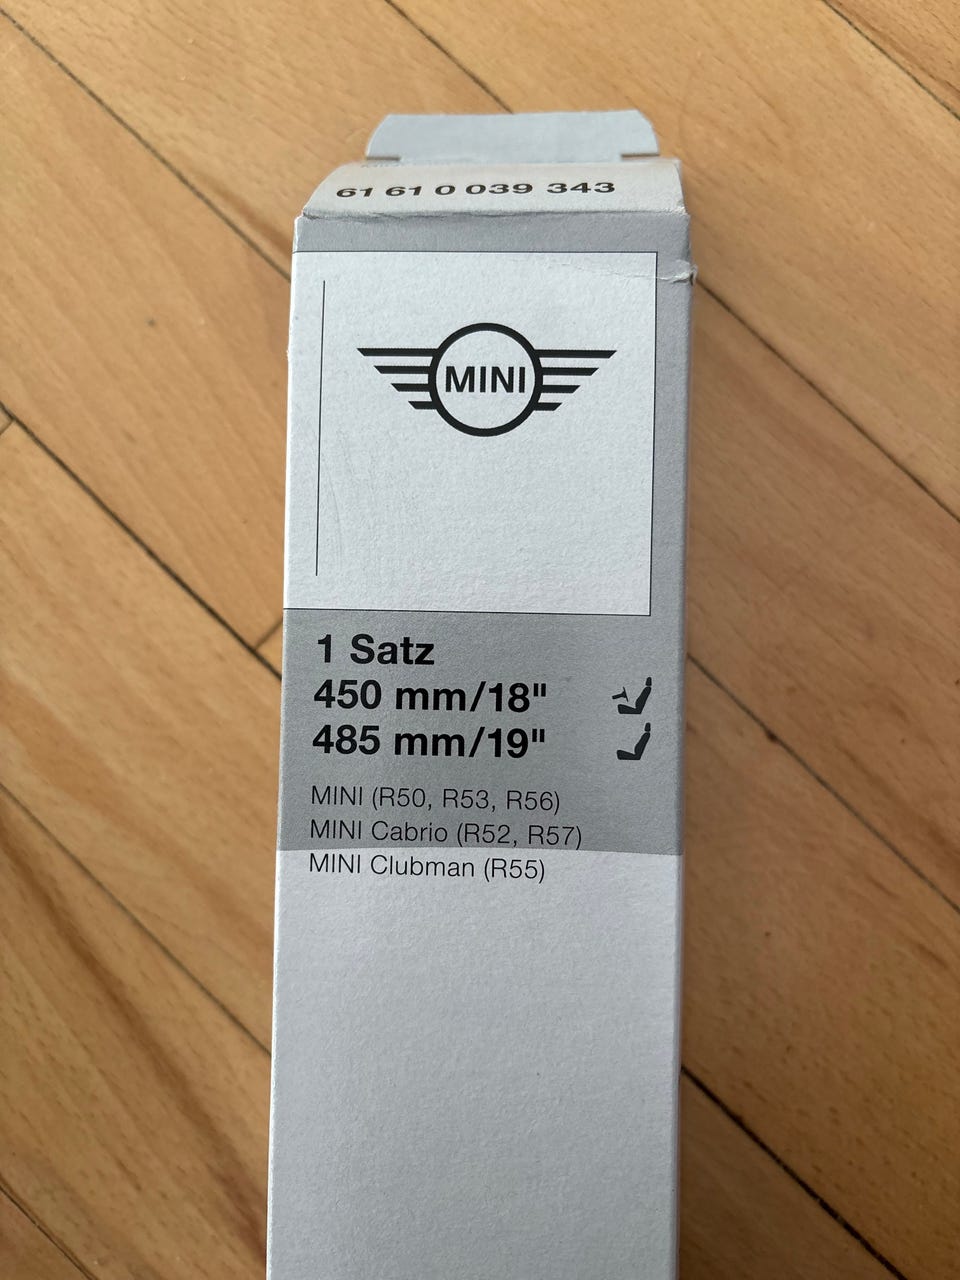 61 61 0 039 343
MINI
1 Satz
450 mm/18"
485 mm/19"
MINI (R50, R53, R56)
MINI Cabrio (R52, R57)
MINI Clubman (R55)